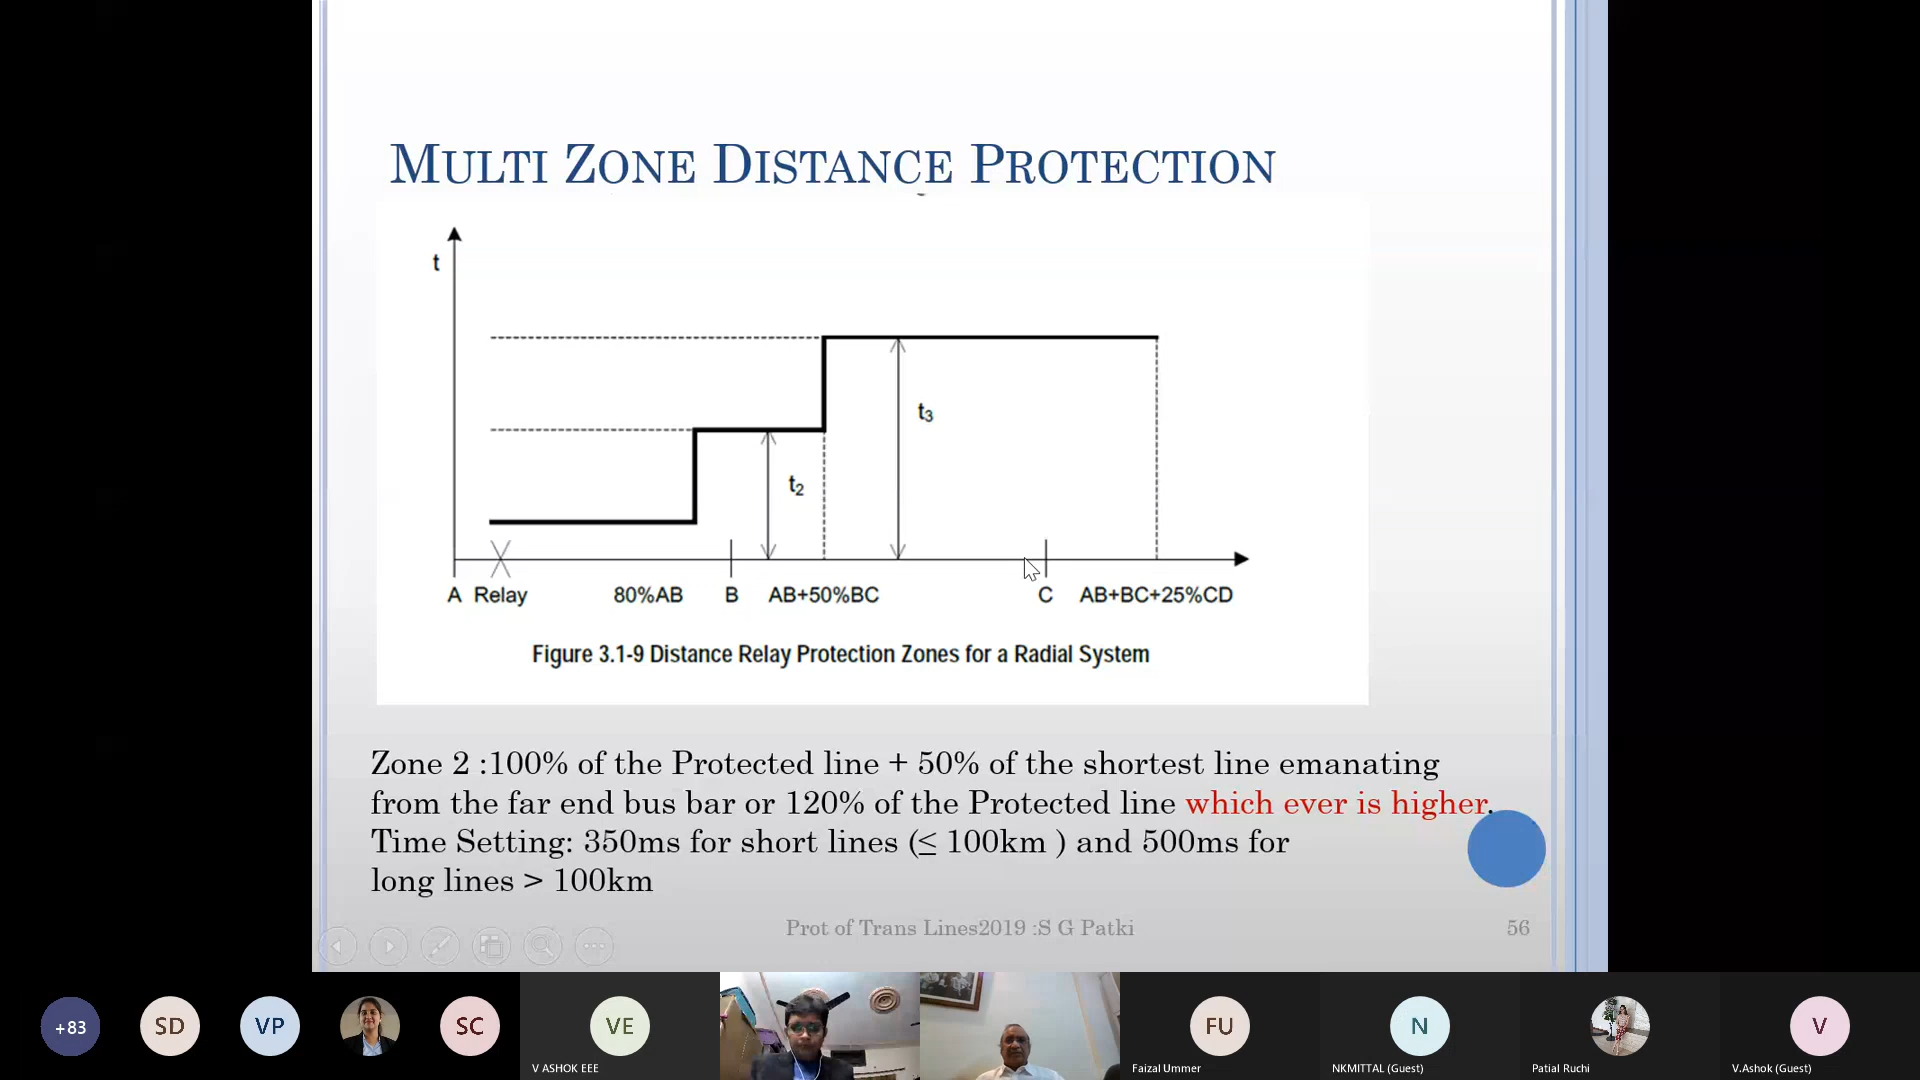 MULTI ZONE DISTANCE PROTECTION
t
t3
t2
A Relay 80%AB B AB+50%BC C AB+BC+25%CD
Figure 3.1-9 Distance Relay Protection Zones for a Radial System
Zone 2 :100% of the Protected line + 50% of the shortest line emanating
from the far end bus bar or 120% of the Protected line which ever is higher.
Time Setting: 350ms for short lines (≤ 100km ) and 500ms for
long lines > 100km
Prot of Trans Lines2019 :S G Patki 56
+83 SD VP SC VE FU N V
V ASHOK EEE Faizal Ummer NKMITTAL (Guest) Patial Ruchi V.Ashok (Guest)